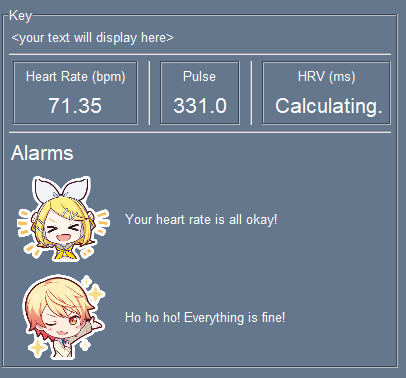 Key
<your text will display here>
Heart Rate (bpm)
71.35
Pulse
331.0
HRV (ms)
Calculating.
Alarms
Your heart rate is all okay!
Ho ho ho! Everything is fine!